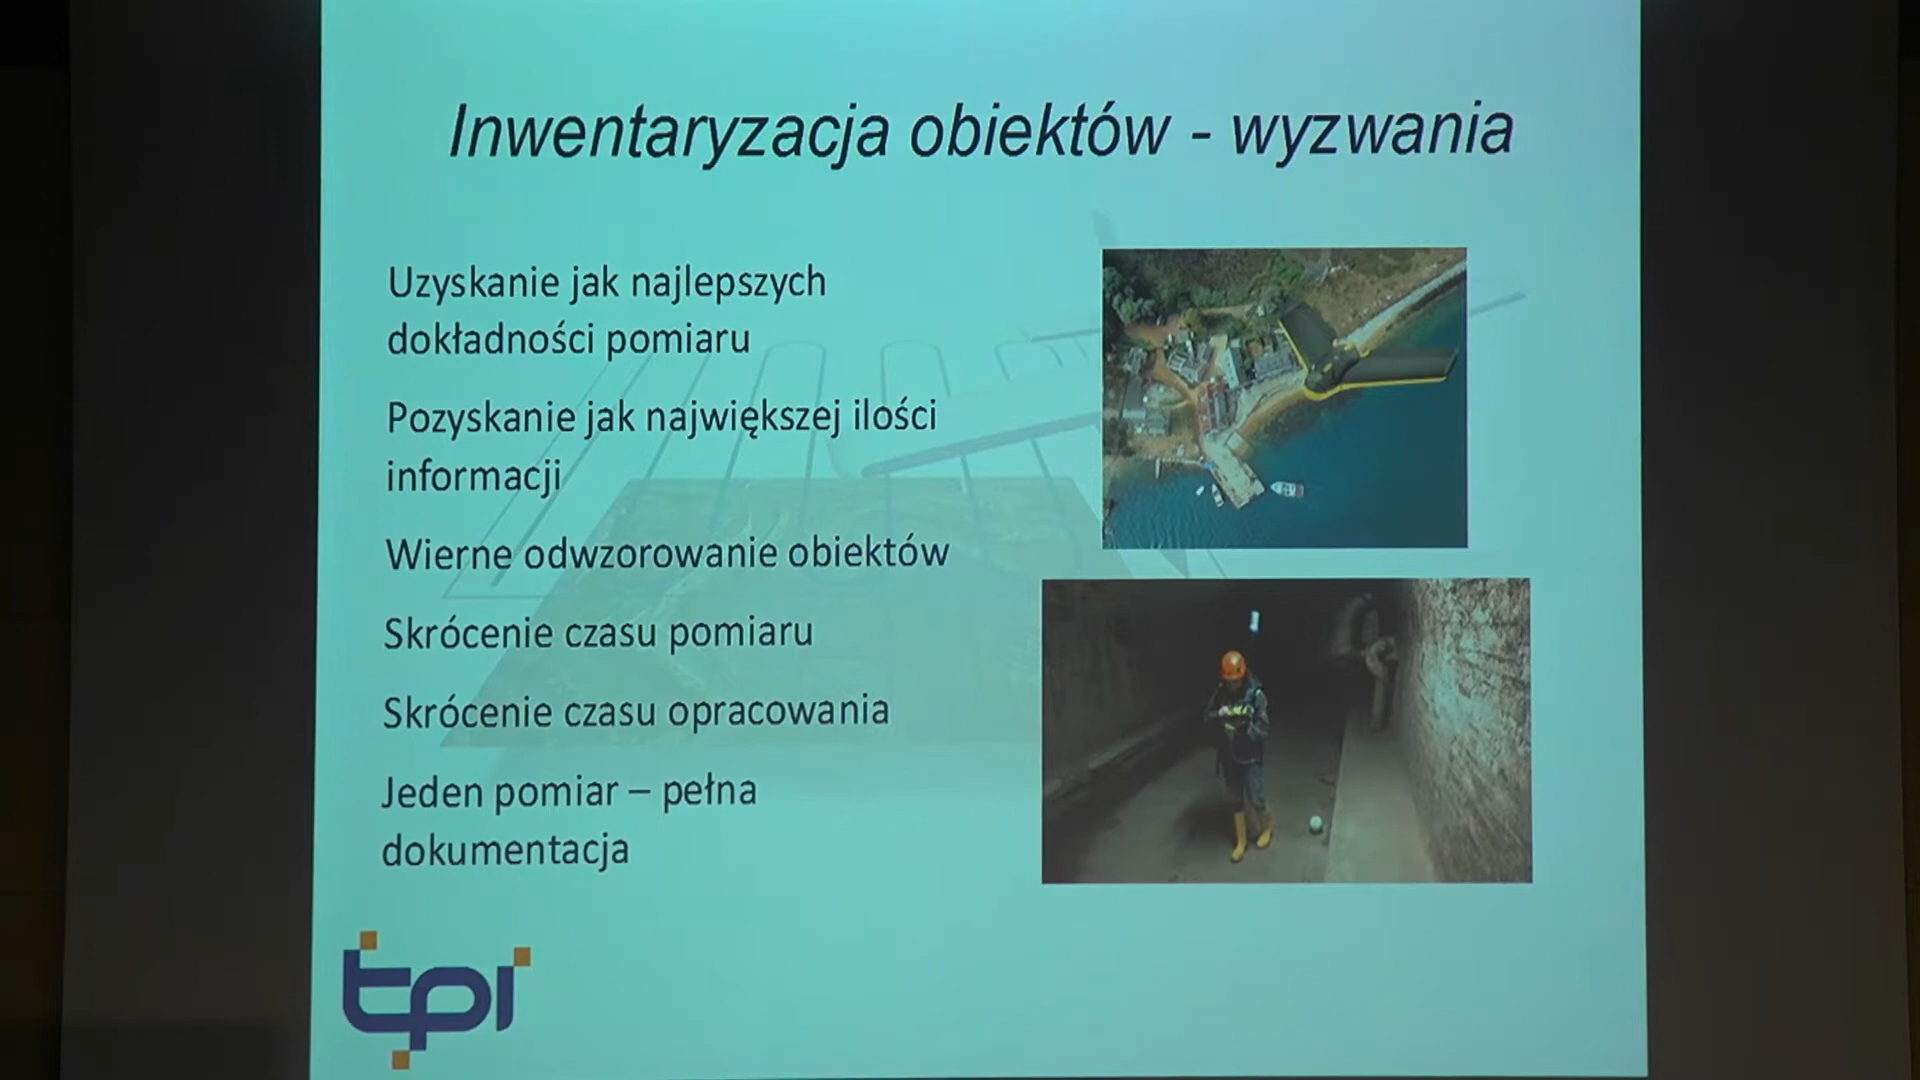 Inwentaryzacja obiektów - wyzwania
Uzyskanie jak najlepszych
dokładności pomiaru
Pozyskanie jak największej ilości
informacji
Wierne odwzorowanie obiektów
Skrócenie czasu pomiaru
Skrócenie czasu opracowania
Jeden pomiar – pełna
dokumentacja
tpi